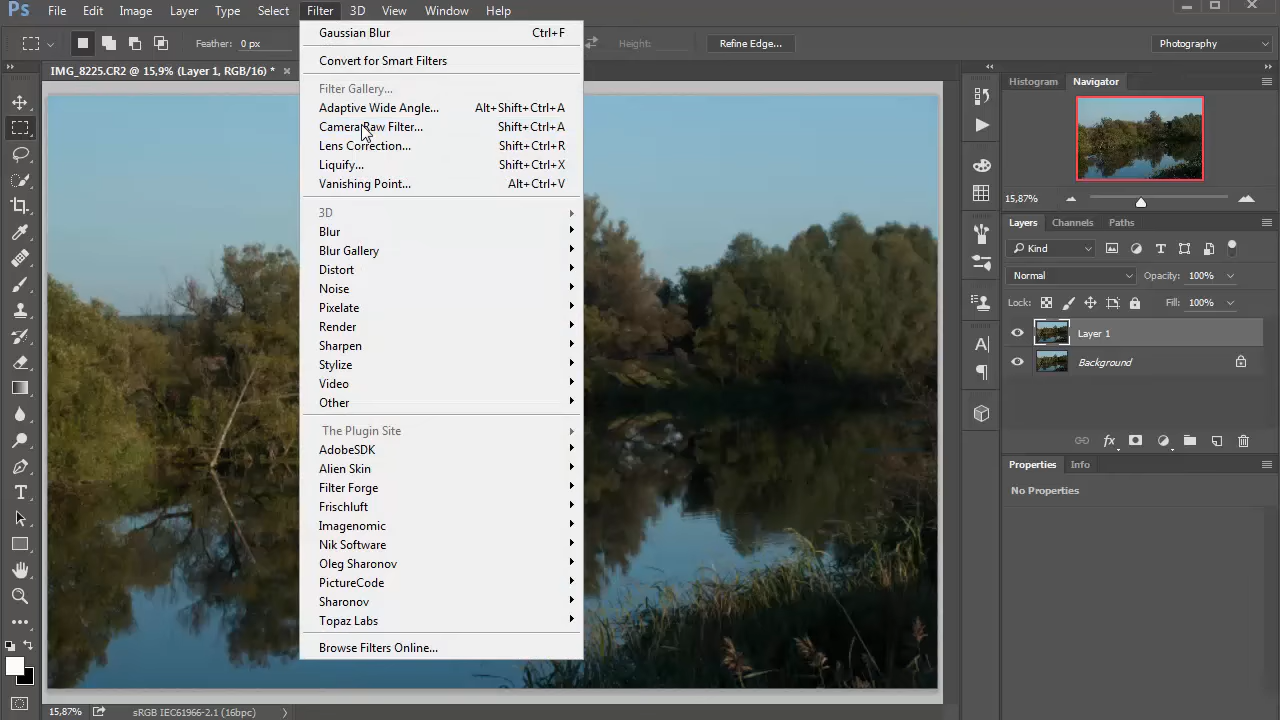 Ps File Edit Image Layer Type Select Filter 3D View Window Help
Feather: 0 px Height: Refine Edge... Photography
IMG_8225.CR2 @ 15,9% (Layer 1, RGB/16) * ×
Gaussian Blur Ctrl+F
Convert for Smart Filters
Filter Gallery...
Adaptive Wide Angle... Alt+Shift+Ctrl+A
Camera Raw Filter... Shift+Ctrl+A
Lens Correction... Shift+Ctrl+R
Liquify... Shift+Ctrl+X
Vanishing Point... Alt+Ctrl+V
3D
Blur
Blur Gallery
Distort
Noise
Pixelate
Render
Sharpen
Stylize
Video
Other
The Plugin Site
AdobeSDK
Alien Skin
Filter Forge
Frischluft
Imagenomic
Nik Software
Oleg Sharonov
PictureCode
Sharonov
Topaz Labs
Browse Filters Online...
Histogram Navigator
15,87%
Layers Channels Paths
Kind
Normal Opacity: 100%
Lock: Fill: 100%
Layer 1
Background
fx
Properties Info
No Properties
15,87% sRGB IEC61966-2.1 (16bpc)